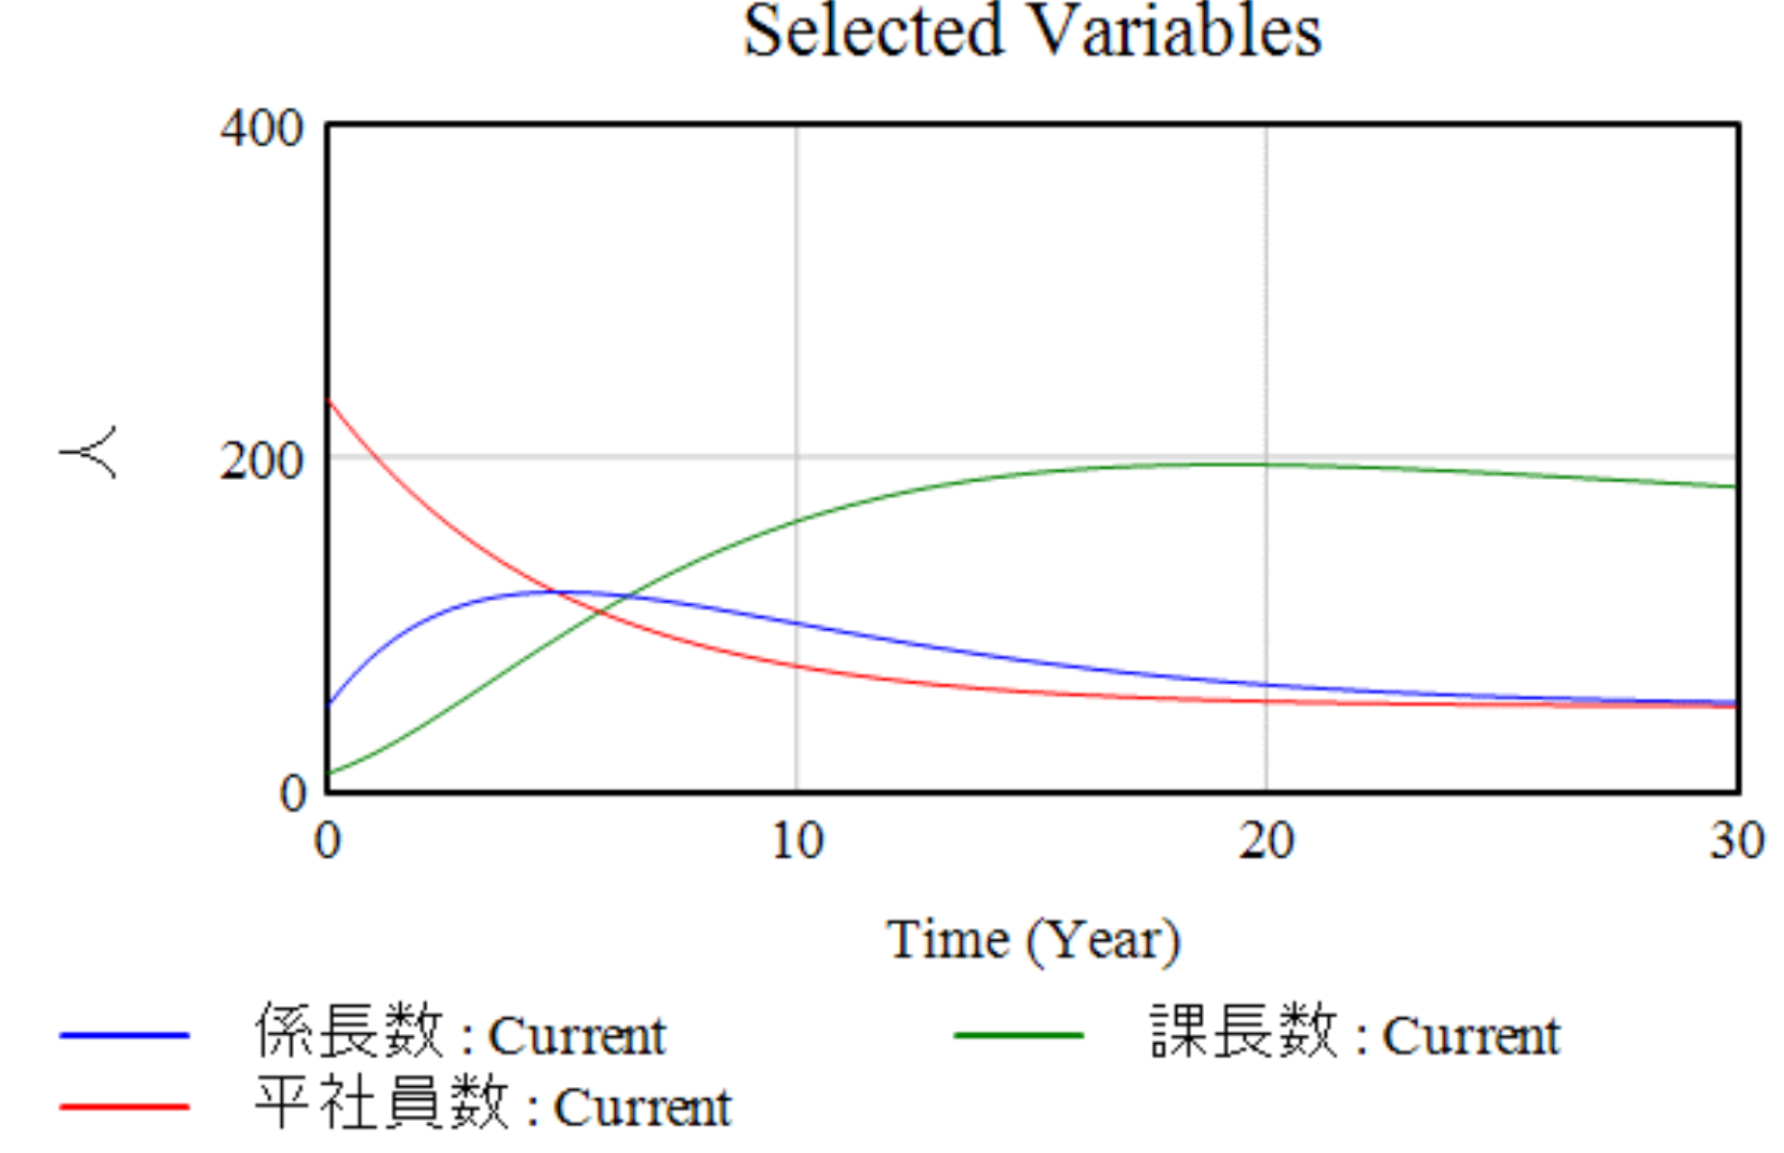 Selected Variables
400
200
0
人
0 10 20 30
Time (Year)
係長数 : Current 課長数 : Current
平社員数 : Current